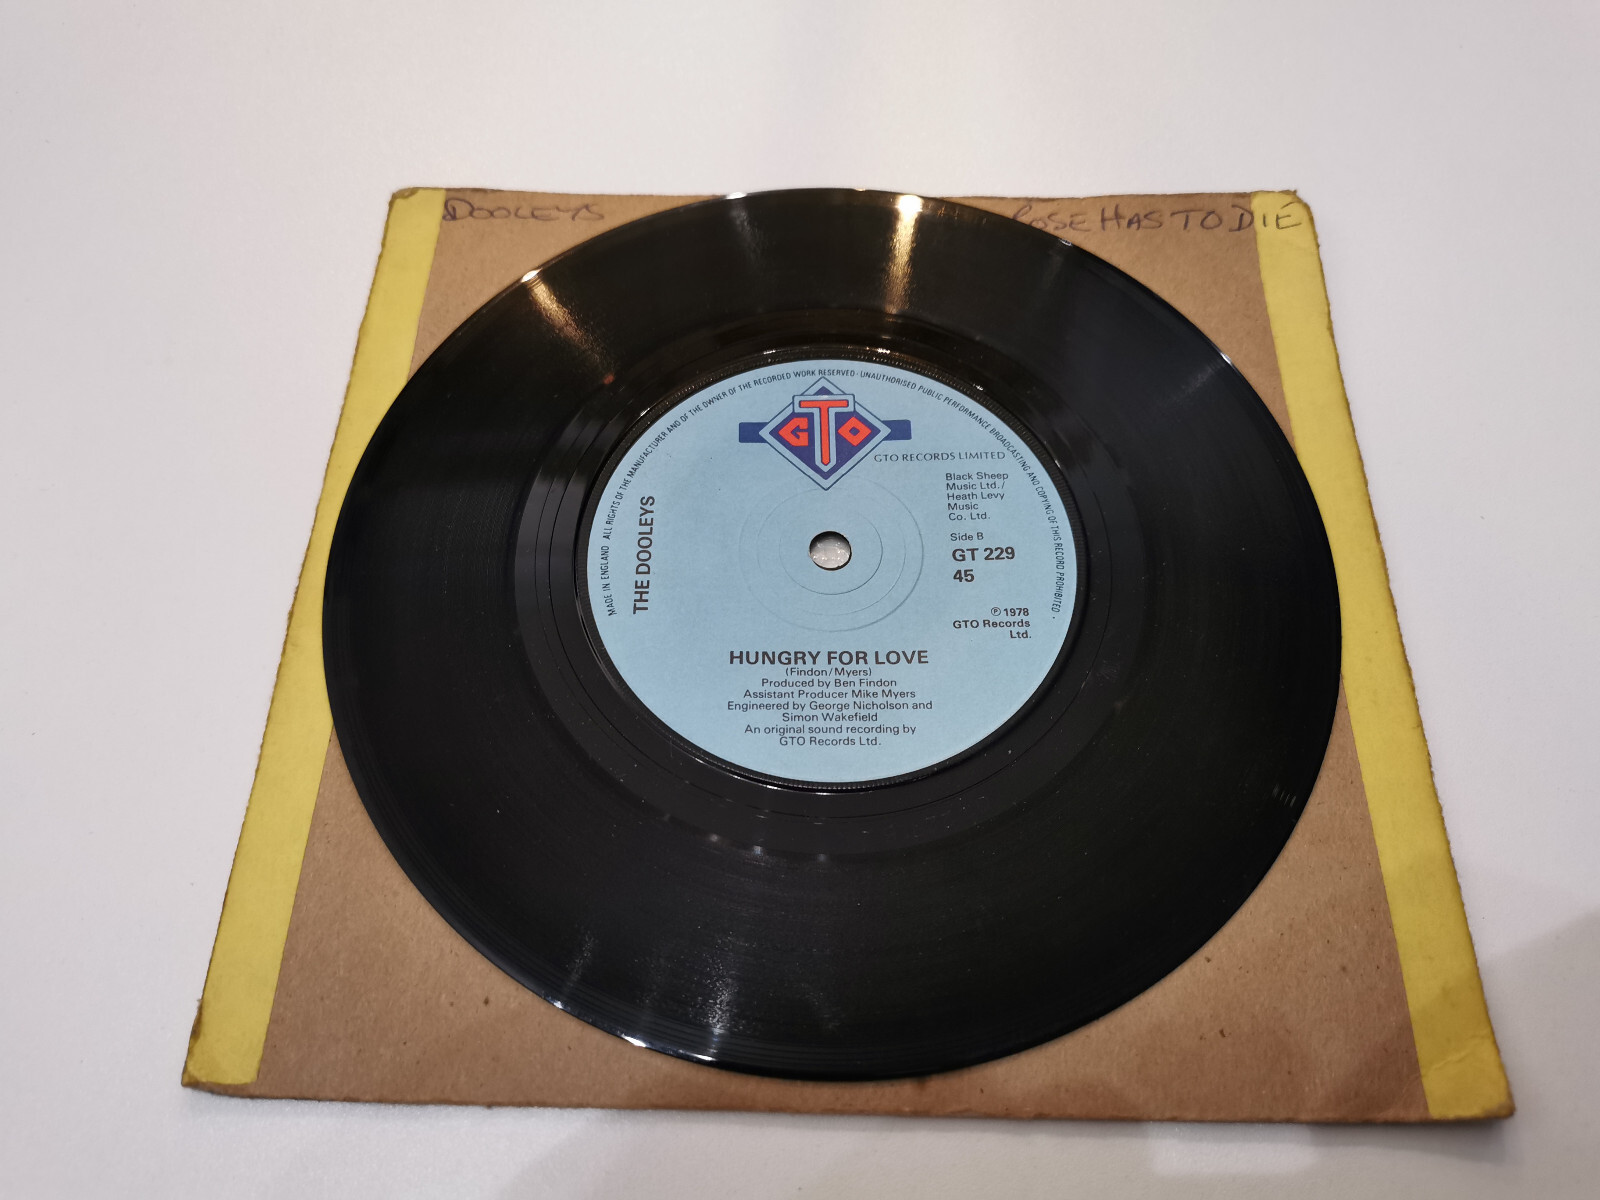 DOOLEYS
ROSE HAS TO DIE
MADE IN ENGLAND ALL RIGHTS OF THE MANUFACTURER AND OF THE OWNER OF THE RECORDED WORK RESERVED · UNAUTHORISED PUBLIC PERFORMANCE BROADCASTING AND COPYING OF THIS RECORD PROHIBITED ·
GTO
GTO RECORDS LIMITED
Black Sheep
Music Ltd./
Heath Levy
Music
Co. Ltd.
Side B
GT 229
45
℗ 1978
GTO Records
Ltd.
THE DOOLEYS
HUNGRY FOR LOVE
(Findon/Myers)
Produced by Ben Findon
Assistant Producer Mike Myers
Engineered by George Nicholson and
Simon Wakefield
An original sound recording by
GTO Records Ltd.